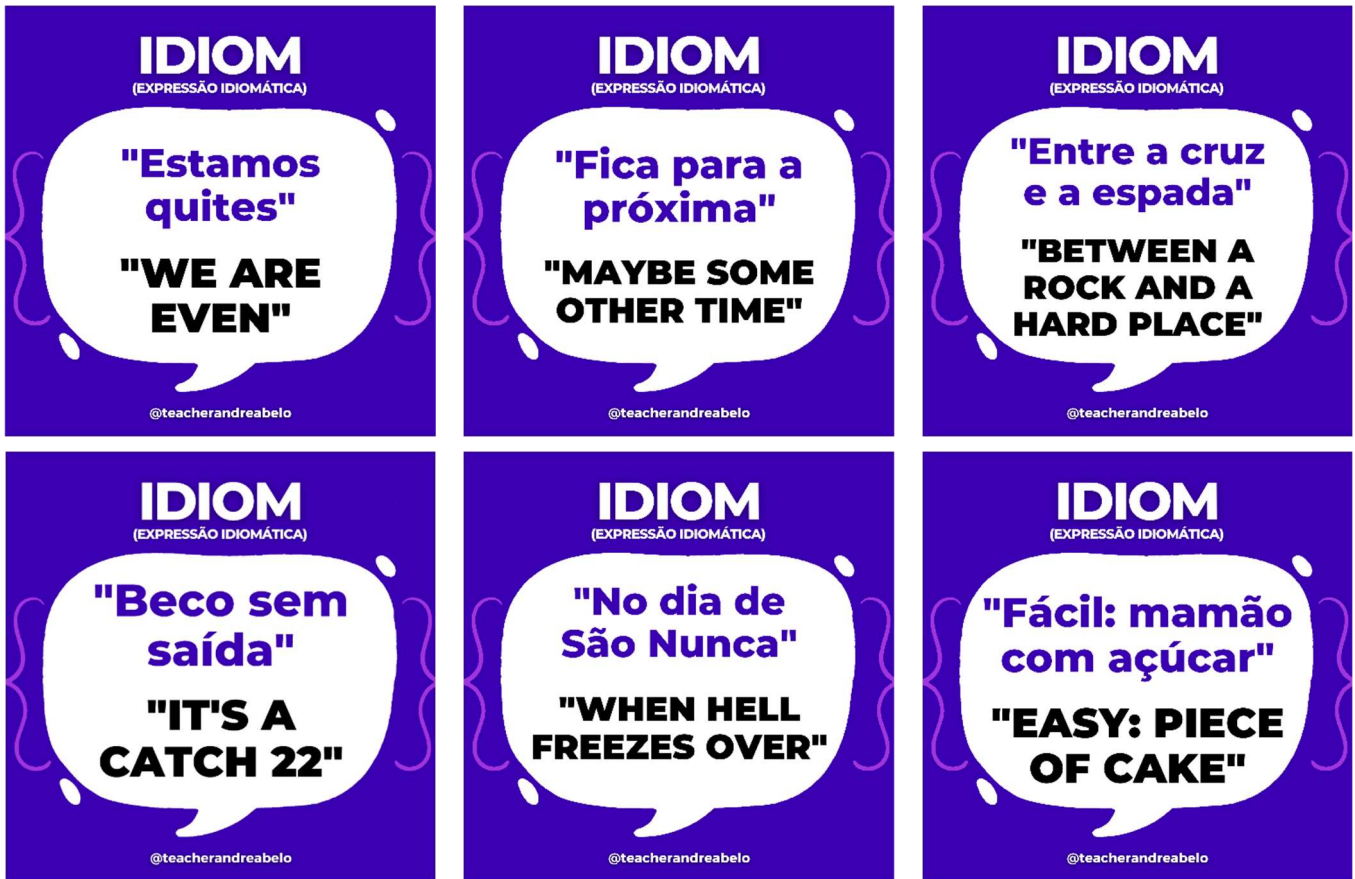 IDIOM
(EXPRESSÃO IDIOMÁTICA)
"Estamos
quites"
"WE ARE
EVEN"
@teacherandreabelo
IDIOM
(EXPRESSÃO IDIOMÁTICA)
"Fica para a
próxima"
"MAYBE SOME
OTHER TIME"
@teacherandreabelo
IDIOM
(EXPRESSÃO IDIOMÁTICA)
"Entre a cruz
e a espada"
"BETWEEN A
ROCK AND A
HARD PLACE"
@teacherandreabelo
IDIOM
(EXPRESSÃO IDIOMÁTICA)
"Beco sem
saída"
"IT'S A
CATCH 22"
@teacherandreabelo
IDIOM
(EXPRESSÃO IDIOMÁTICA)
"No dia de
São Nunca"
"WHEN HELL
FREEZES OVER"
@teacherandreabelo
IDIOM
(EXPRESSÃO IDIOMÁTICA)
"Fácil: mamão
com açúcar"
"EASY: PIECE
OF CAKE"
@teacherandreabelo